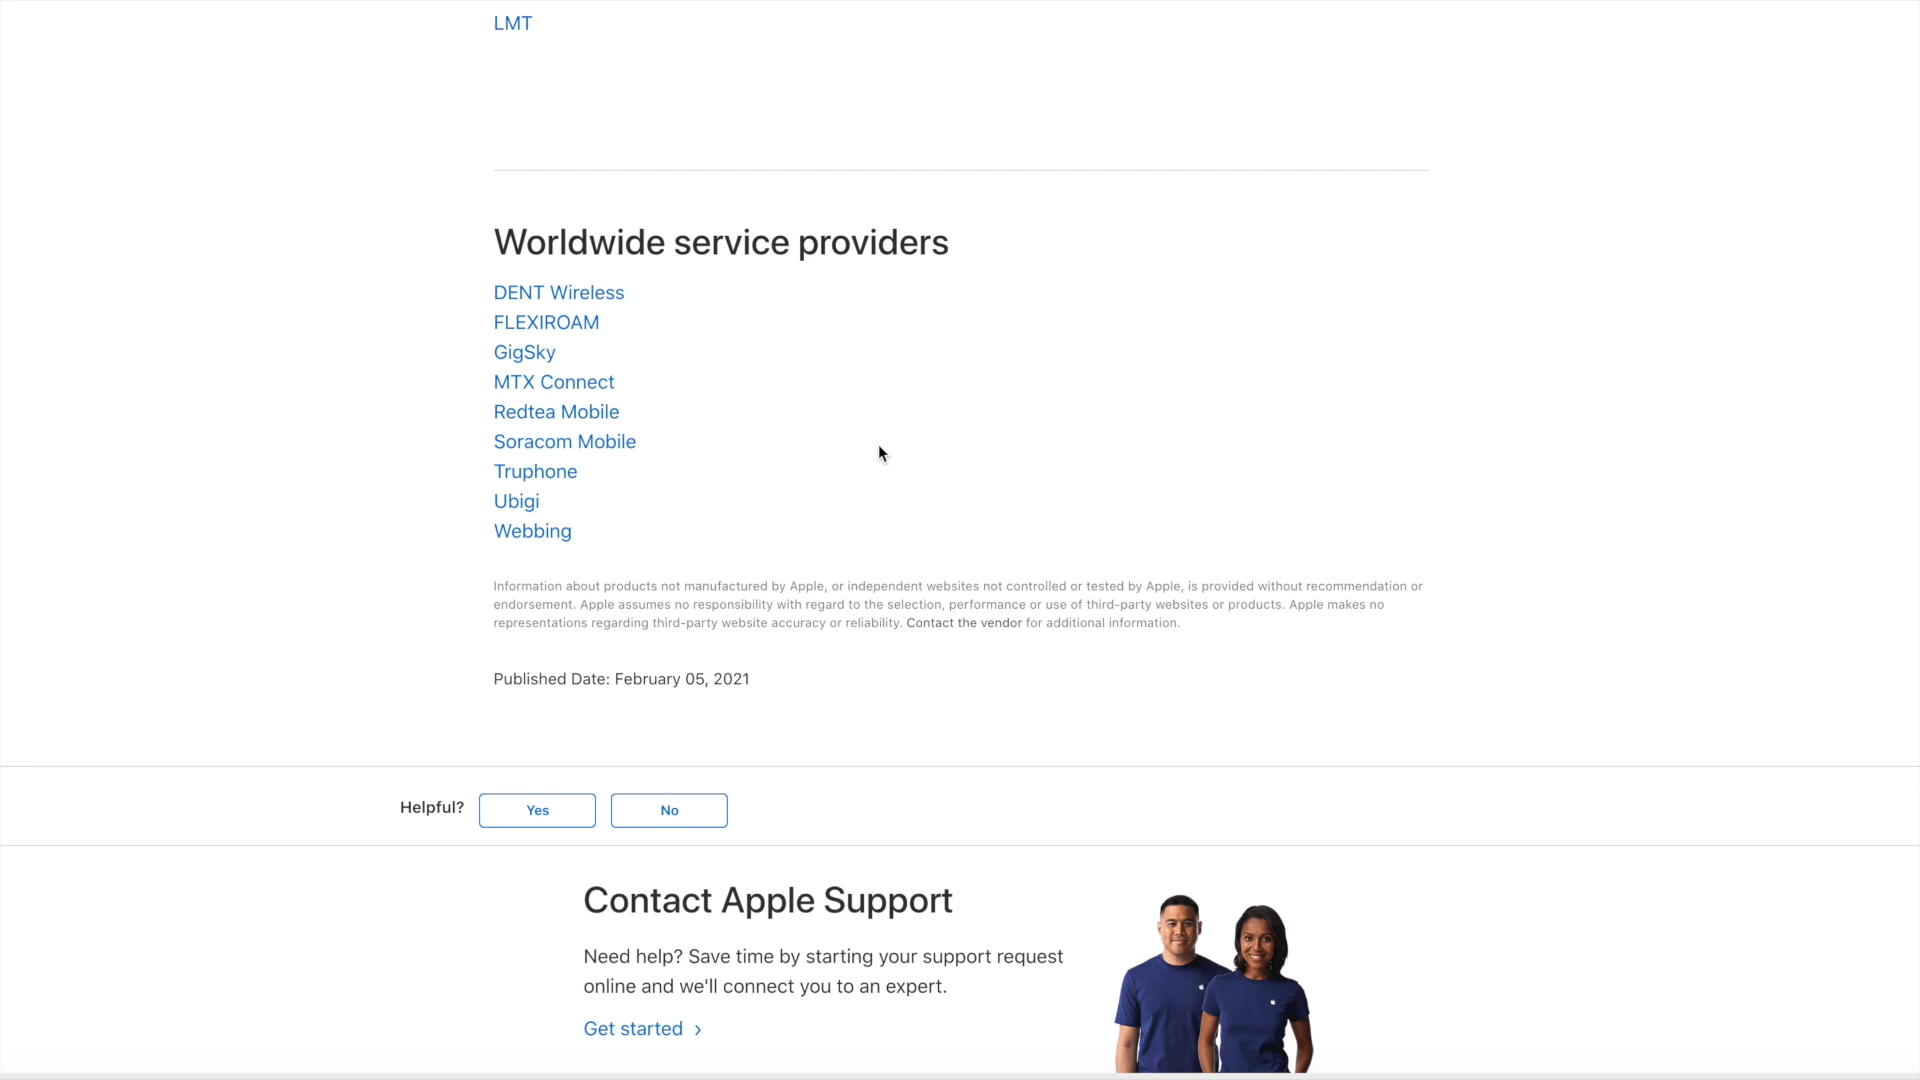 LMT
Worldwide service providers
DENT Wireless
FLEXIROAM
GigSky
MTX Connect
Redtea Mobile
Soracom Mobile
Truphone
Ubigi
Webbing
Information about products not manufactured by Apple, or independent websites not controlled or tested by Apple, is provided without recommendation or
endorsement. Apple assumes no responsibility with regard to the selection, performance or use of third-party websites or products. Apple makes no
representations regarding third-party website accuracy or reliability. Contact the vendor for additional information.
Published Date: February 05, 2021
Helpful?
Yes
No
Contact Apple Support
Need help? Save time by starting your support request
online and we'll connect you to an expert.
Get started ›